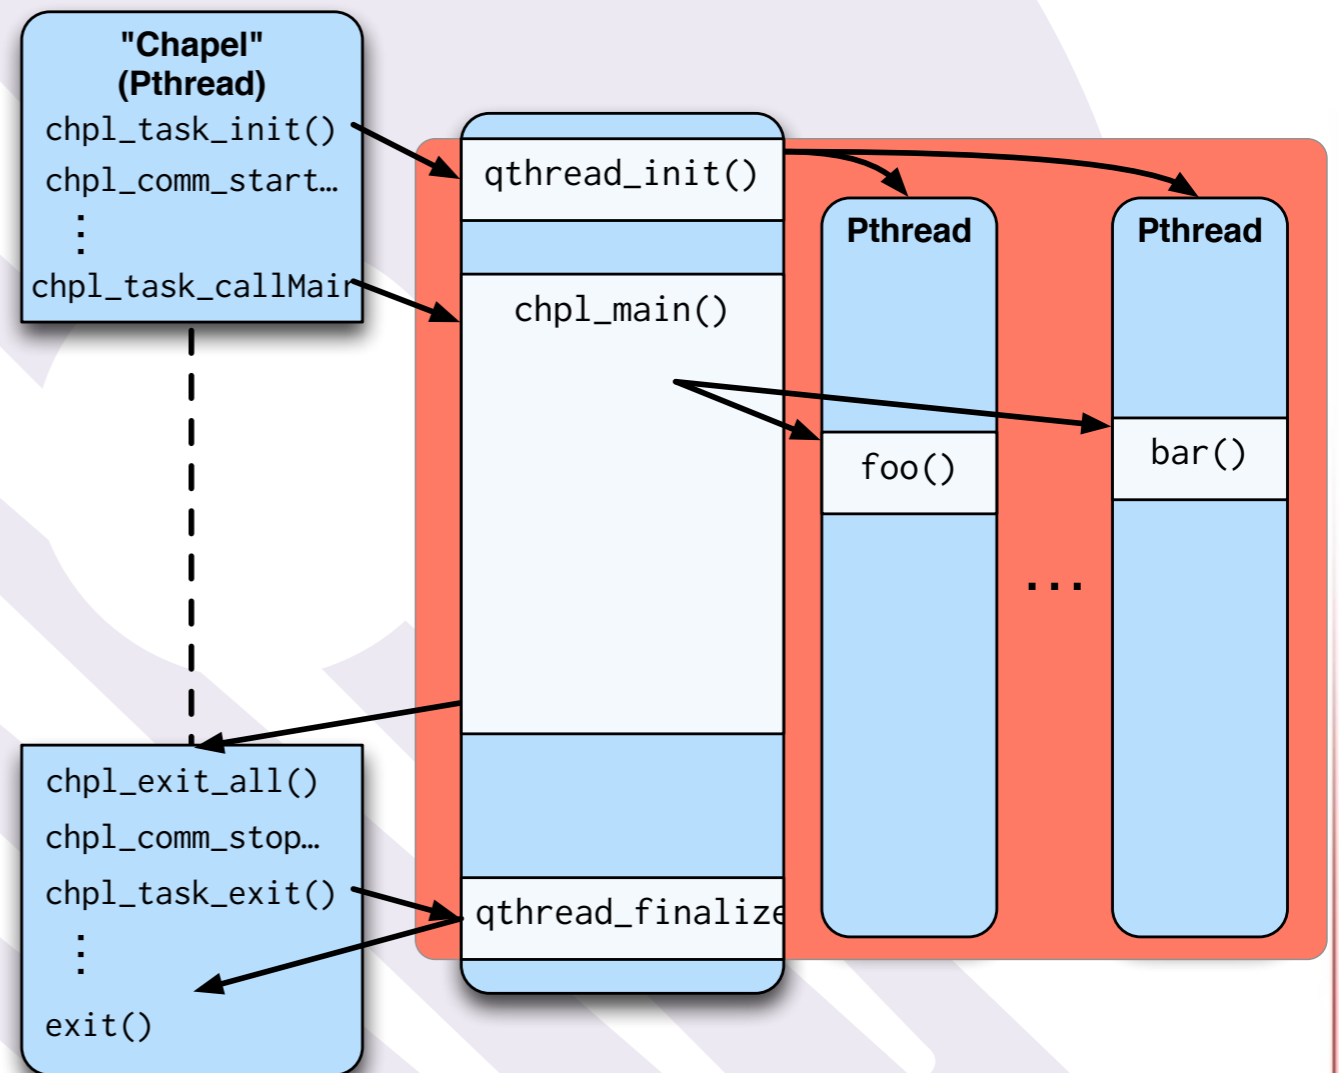 "Chapel"
(Pthread)
chpl_task_init()
chpl_comm_start…
⋮
chpl_task_callMain
qthread_init()
chpl_main()
Pthread
Pthread
foo()
bar()
...
chpl_exit_all()
chpl_comm_stop…
chpl_task_exit()
⋮
exit()
qthread_finalize